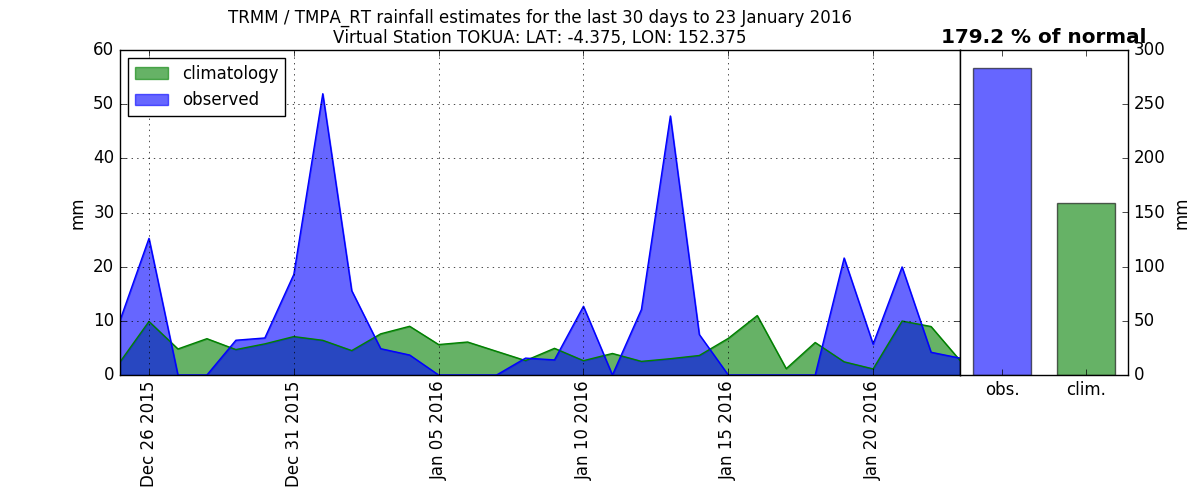 TRMM / TMPA_RT rainfall estimates for the last 30 days to 23 January 2016
Virtual Station TOKUA: LAT: -4.375, LON: 152.375
179.2 % of normal
climatology
observed
60
50
40
30
20
10
0
mm
Dec 26 2015
Dec 31 2015
Jan 05 2016
Jan 10 2016
Jan 15 2016
Jan 20 2016
300
250
200
150
100
50
0
mm
obs.
clim.